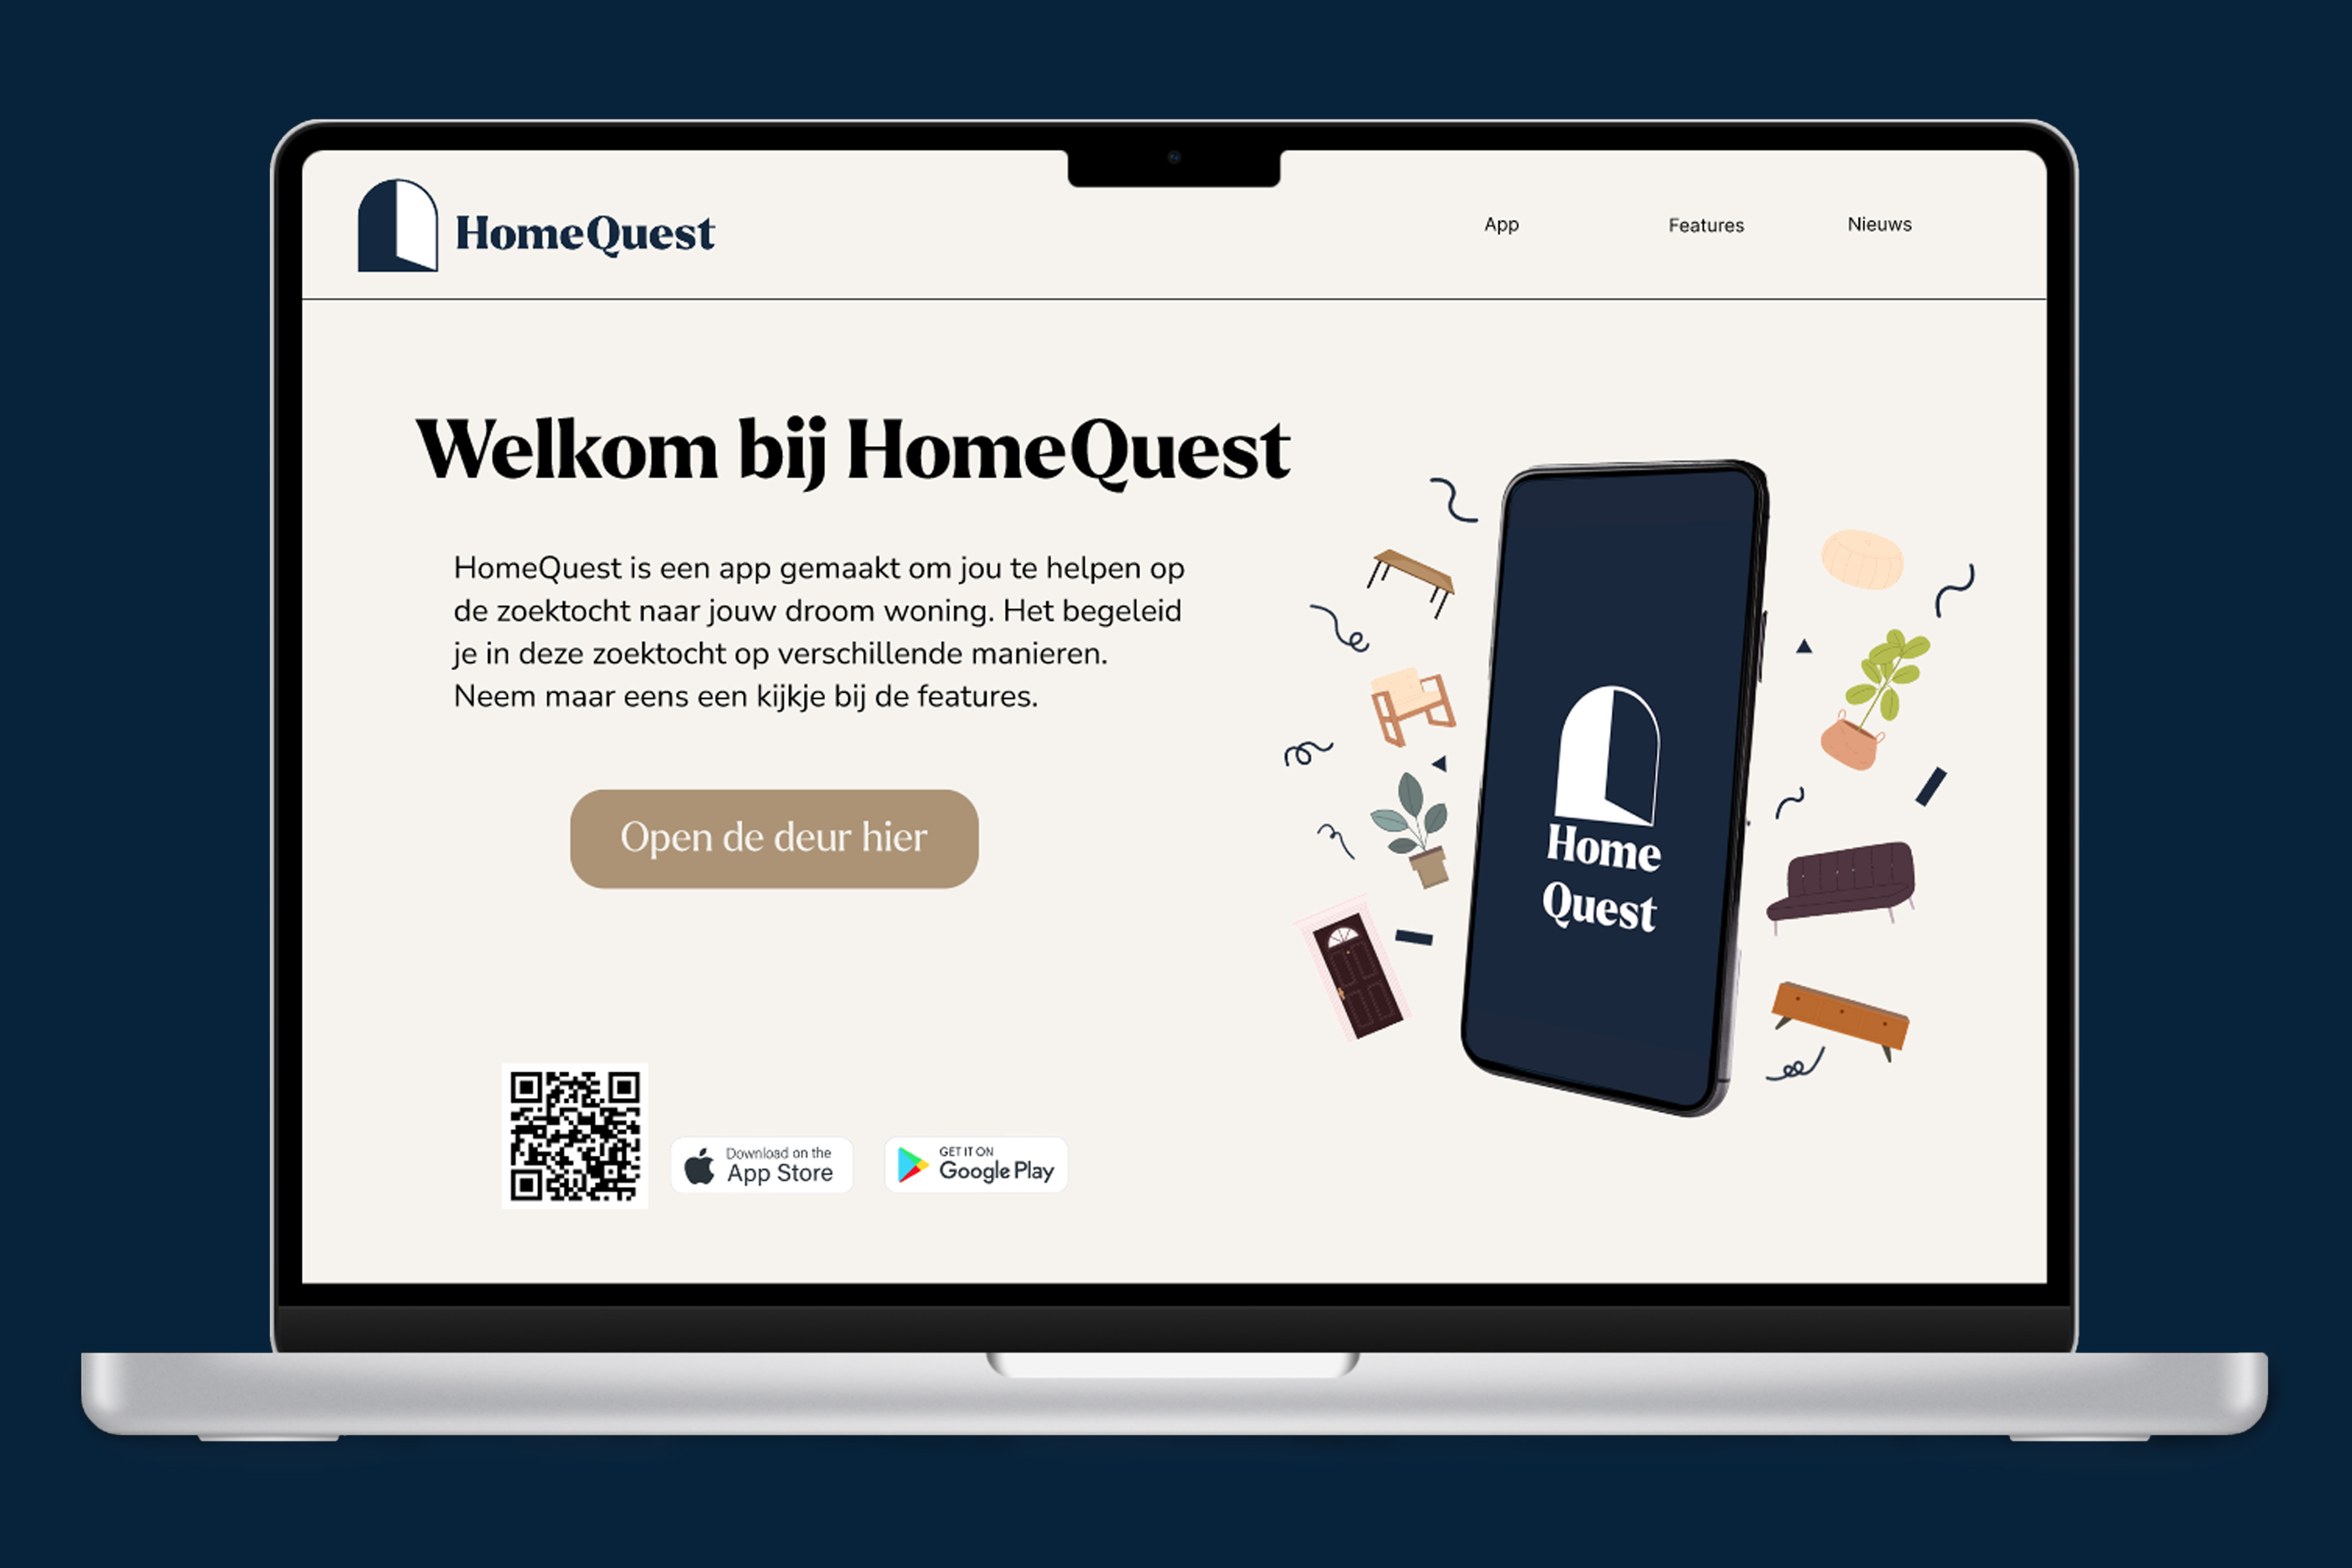 HomeQuest
App
Features
Nieuws
Welkom bij HomeQuest
HomeQuest is een app gemaakt om jou te helpen op
de zoektocht naar jouw droom woning. Het begeleid
je in deze zoektocht op verschillende manieren.
Neem maar eens een kijkje bij de features.
Open de deur hier
Home
Quest
Download on the
App Store
GET IT ON
Google Play